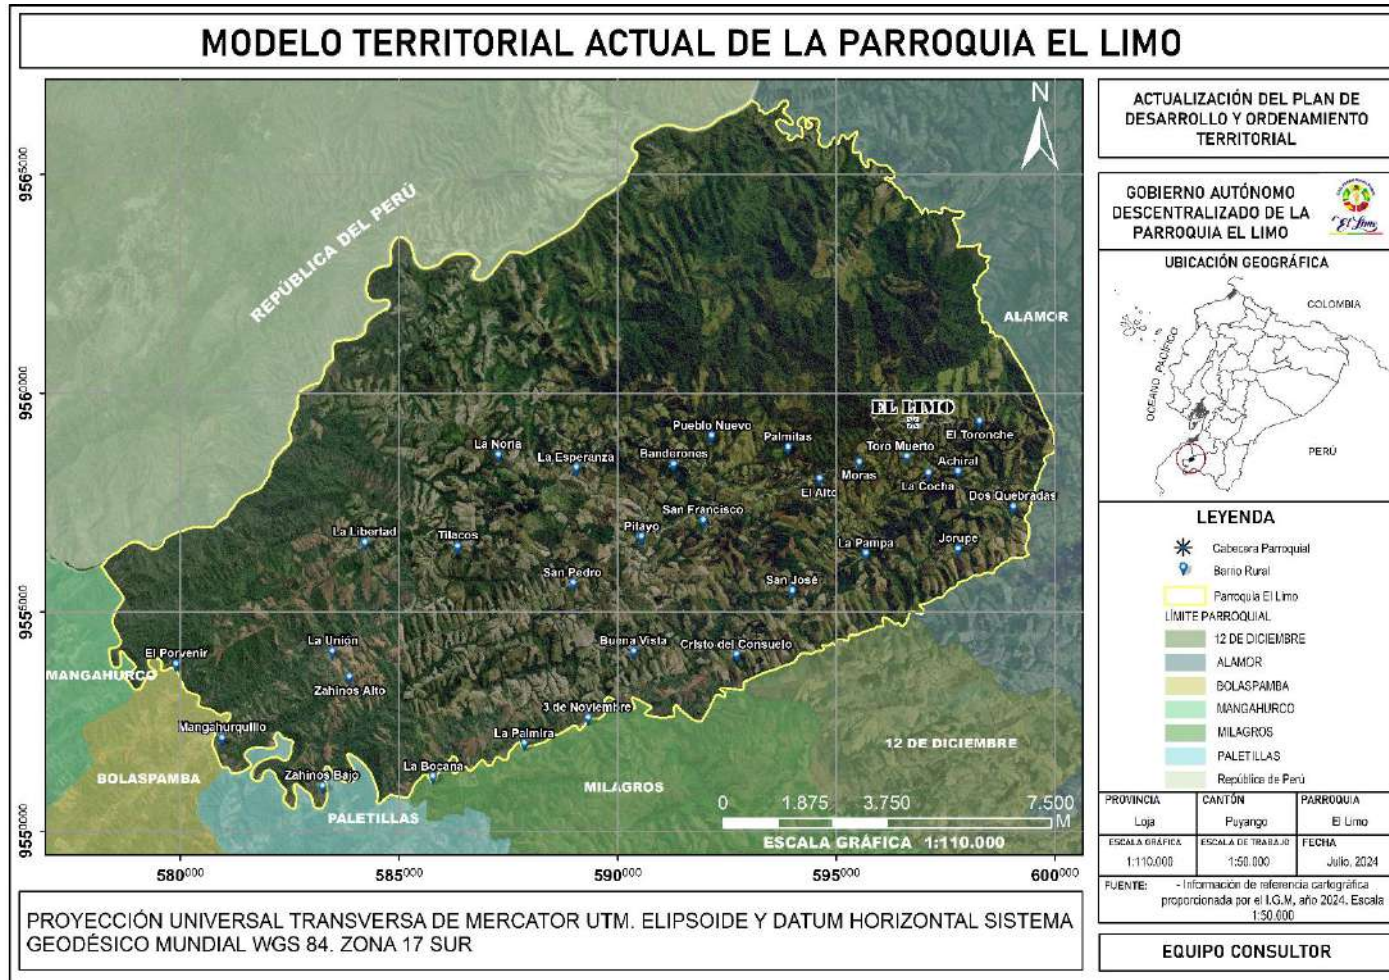 MODELO TERRITORIAL ACTUAL DE LA PARROQUIA EL LIMO
N
REPÚBLICA DEL PERÚ
ALAMOR
EL LIMO
El Toronche
Pueblo Nuevo
Palmitas
Toro Muerto
La Noria
La Esperanza
Banderones
Moras
Achiral
El Alto
La Cocha
Dos Quebradas
San Francisco
La Libertad
Tilacos
Pilayo
La Pampa
Jorupe
San Pedro
San José
La Unión
Buena Vista
Cristo del Consuelo
El Porvenir
MANGAHURCO
Zahinos Alto
3 de Noviembre
Mangahurquillo
La Palmira
12 DE DICIEMBRE
BOLASPAMBA
Zahinos Bajo
La Bocana
MILAGROS
PALETILLAS
0 1.875 3.750 7.500
M
ESCALA GRÁFICA 1:110.000
9565000
9560000
9555000
9550000
580000 585000 590000 595000 600000
PROYECCIÓN UNIVERSAL TRANSVERSA DE MERCATOR UTM. ELIPSOIDE Y DATUM HORIZONTAL SISTEMA
GEODÉSICO MUNDIAL WGS 84. ZONA 17 SUR
ACTUALIZACIÓN DEL PLAN DE
DESARROLLO Y ORDENAMIENTO
TERRITORIAL
GOBIERNO AUTÓNOMO
DESCENTRALIZADO DE LA
PARROQUIA EL LIMO
El Limo
UBICACIÓN GEOGRÁFICA
COLOMBIA
OCEANO PACÍFICO
PERÚ
LEYENDA
Cabecera Parroquial
Barrio Rural
Parroquia El Limo
LÍMITE PARROQUIAL
12 DE DICIEMBRE
ALAMOR
BOLASPAMBA
MANGAHURCO
MILAGROS
PALETILLAS
República de Perú
PROVINCIA CANTÓN PARROQUIA
Loja Puyango El Limo
ESCALA GRÁFICA ESCALA DE TRABAJO FECHA
1:110.000 1:50.000 Julio, 2024
FUENTE: - Información de referencia cartográfica
proporcionada por el I.G.M, año 2024. Escala
1:50.000
EQUIPO CONSULTOR